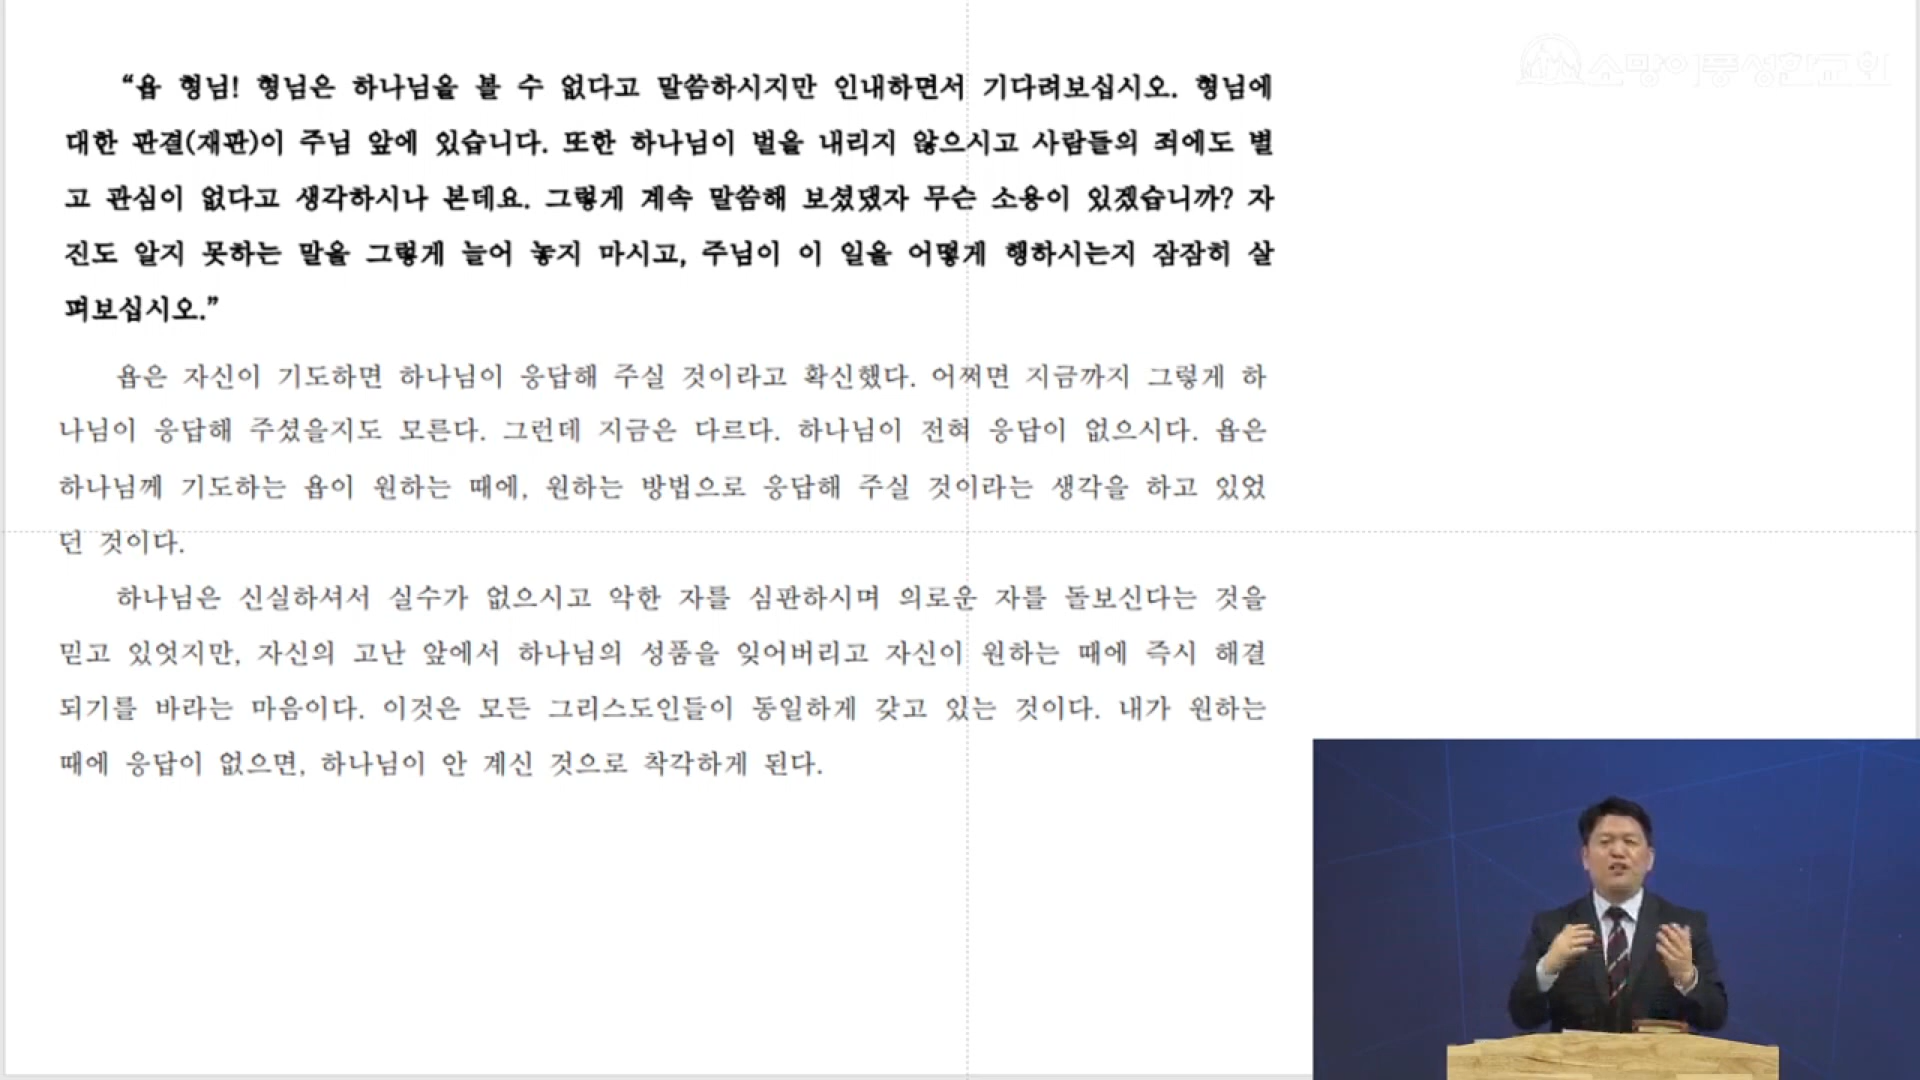 소망이풍성한교회
“욥 형님! 형님은 하나님을 볼 수 없다고 말씀하시지만 인내하면서 기다려보십시오. 형님에
대한 판결(재판)이 주님 앞에 있습니다. 또한 하나님이 벌을 내리지 않으시고 사람들의 죄에도 별
고 관심이 없다고 생각하시나 본데요. 그렇게 계속 말씀해 보셨댔자 무슨 소용이 있겠습니까? 자
진도 알지 못하는 말을 그렇게 늘어 놓지 마시고, 주님이 이 일을 어떻게 행하시는지 잠잠히 살
펴보십시오.”
욥은 자신이 기도하면 하나님이 응답해 주실 것이라고 확신했다. 어쩌면 지금까지 그렇게 하
나님이 응답해 주셨을지도 모른다. 그런데 지금은 다르다. 하나님이 전혀 응답이 없으시다. 욥은
하나님께 기도하는 욥이 원하는 때에, 원하는 방법으로 응답해 주실 것이라는 생각을 하고 있었
던 것이다.
하나님은 신실하셔서 실수가 없으시고 악한 자를 심판하시며 의로운 자를 돌보신다는 것을
믿고 있엇지만, 자신의 고난 앞에서 하나님의 성품을 잊어버리고 자신이 원하는 때에 즉시 해결
되기를 바라는 마음이다. 이것은 모든 그리스도인들이 동일하게 갖고 있는 것이다. 내가 원하는
때에 응답이 없으면, 하나님이 안 계신 것으로 착각하게 된다.